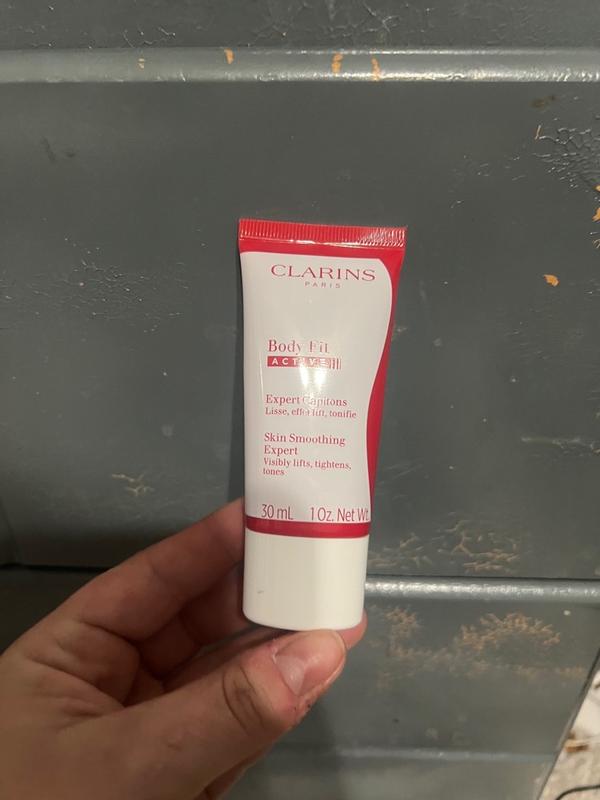 CLARINS
PARIS
Body Fit
ACTIVE
Expert Capitons
Lisse, effet lift, tonifie
Skin Smoothing
Expert
Visibly lifts, tightens,
tones
30 mL 1 Oz. Net Wt.